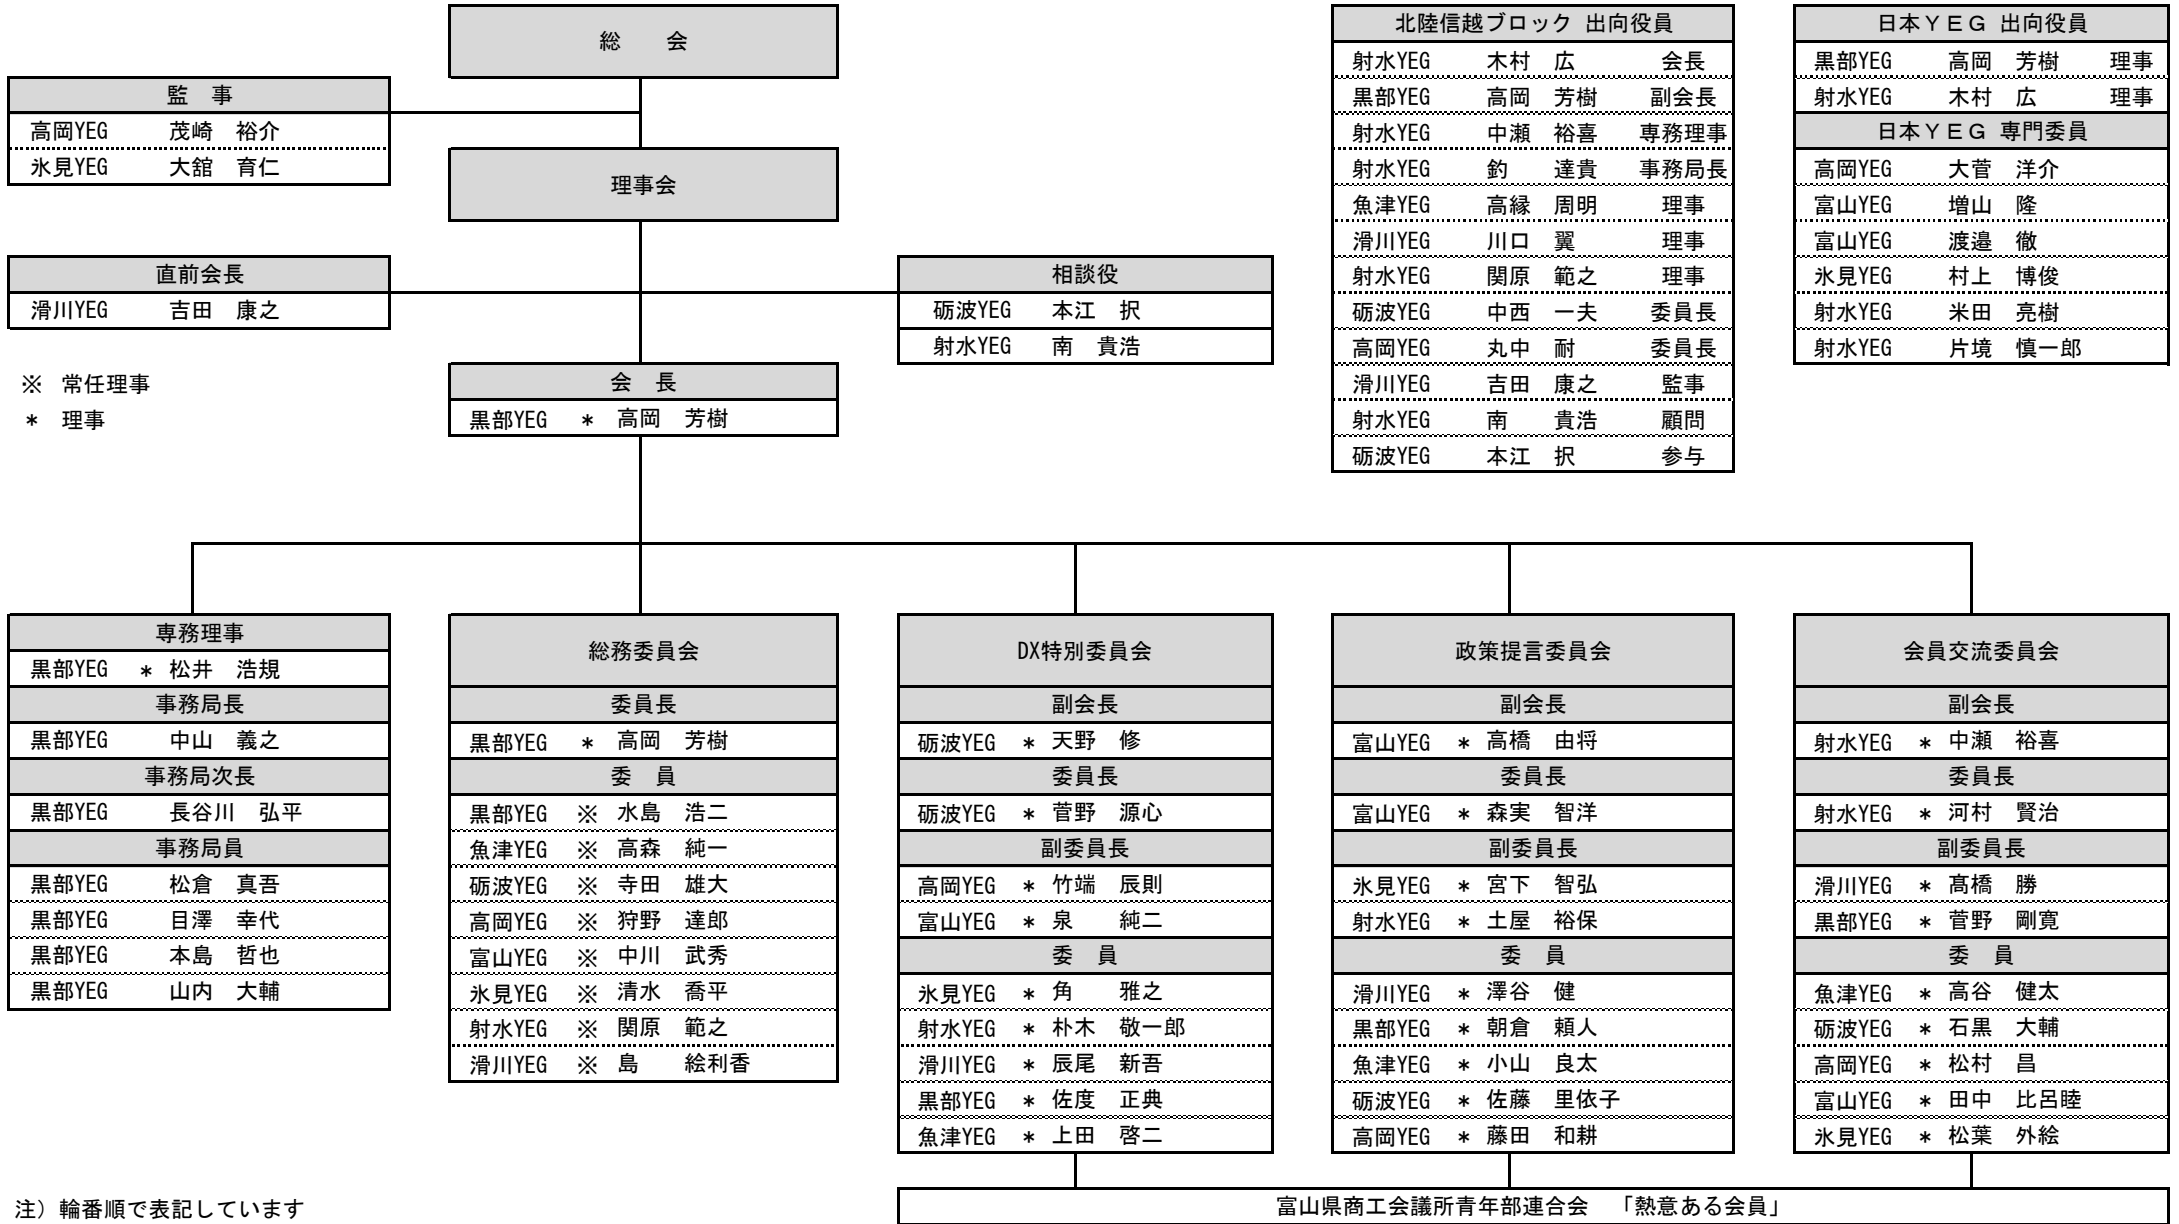 総　会
監　事
高岡YEG 茂崎　裕介
氷見YEG 大舘　育仁
理事会
直前会長
滑川YEG 吉田　康之
相談役
砺波YEG 本江　択
射水YEG 南　貴浩
※ 常任理事
* 理事
会　長
黒部YEG * 高岡　芳樹
北陸信越ブロック 出向役員
射水YEG 木村　広 会長
黒部YEG 高岡　芳樹 副会長
射水YEG 中瀬　裕喜 専務理事
射水YEG 釣　達貴 事務局長
魚津YEG 高縁　周明 理事
滑川YEG 川口　翼 理事
射水YEG 関原　範之 理事
砺波YEG 中西　一夫 委員長
高岡YEG 丸中　耐 委員長
滑川YEG 吉田　康之 監事
射水YEG 南　貴浩 顧問
砺波YEG 本江　択 参与
日本ＹＥＧ 出向役員
黒部YEG 高岡　芳樹 理事
射水YEG 木村　広 理事
日本ＹＥＧ 専門委員
高岡YEG 大菅　洋介
富山YEG 増山　隆
富山YEG 渡邉　徹
氷見YEG 村上　博俊
射水YEG 米田　亮樹
射水YEG 片境　慎一郎
専務理事
黒部YEG * 松井　浩規
事務局長
黒部YEG 中山　義之
事務局次長
黒部YEG 長谷川　弘平
事務局員
黒部YEG 松倉　真吾
黒部YEG 目澤　幸代
黒部YEG 本島　哲也
黒部YEG 山内　大輔
総務委員会
委員長
黒部YEG * 高岡　芳樹
委　員
黒部YEG ※ 水島　浩二
魚津YEG ※ 高森　純一
砺波YEG ※ 寺田　雄大
高岡YEG ※ 狩野　達郎
富山YEG ※ 中川　武秀
氷見YEG ※ 清水　喬平
射水YEG ※ 関原　範之
滑川YEG ※ 島　絵利香
DX特別委員会
副会長
砺波YEG * 天野　修
委員長
砺波YEG * 菅野　源心
副委員長
高岡YEG * 竹端　辰則
富山YEG * 泉　純二
委　員
氷見YEG * 角　雅之
射水YEG * 朴木　敬一郎
滑川YEG * 辰尾　新吾
黒部YEG * 佐度　正典
魚津YEG * 上田　啓二
政策提言委員会
副会長
富山YEG * 高橋　由将
委員長
富山YEG * 森実　智洋
副委員長
氷見YEG * 宮下　智弘
射水YEG * 土屋　裕保
委　員
滑川YEG * 澤谷　健
黒部YEG * 朝倉　頼人
魚津YEG * 小山　良太
砺波YEG * 佐藤　里依子
高岡YEG * 藤田　和耕
会員交流委員会
副会長
射水YEG * 中瀬　裕喜
委員長
射水YEG * 河村　賢治
副委員長
滑川YEG * 髙橋　勝
黒部YEG * 菅野　剛寛
委　員
魚津YEG * 高谷　健太
砺波YEG * 石黒　大輔
高岡YEG * 松村　昌
富山YEG * 田中　比呂睦
氷見YEG * 松葉　外絵
富山県商工会議所青年部連合会　「熱意ある会員」
注）輪番順で表記しています